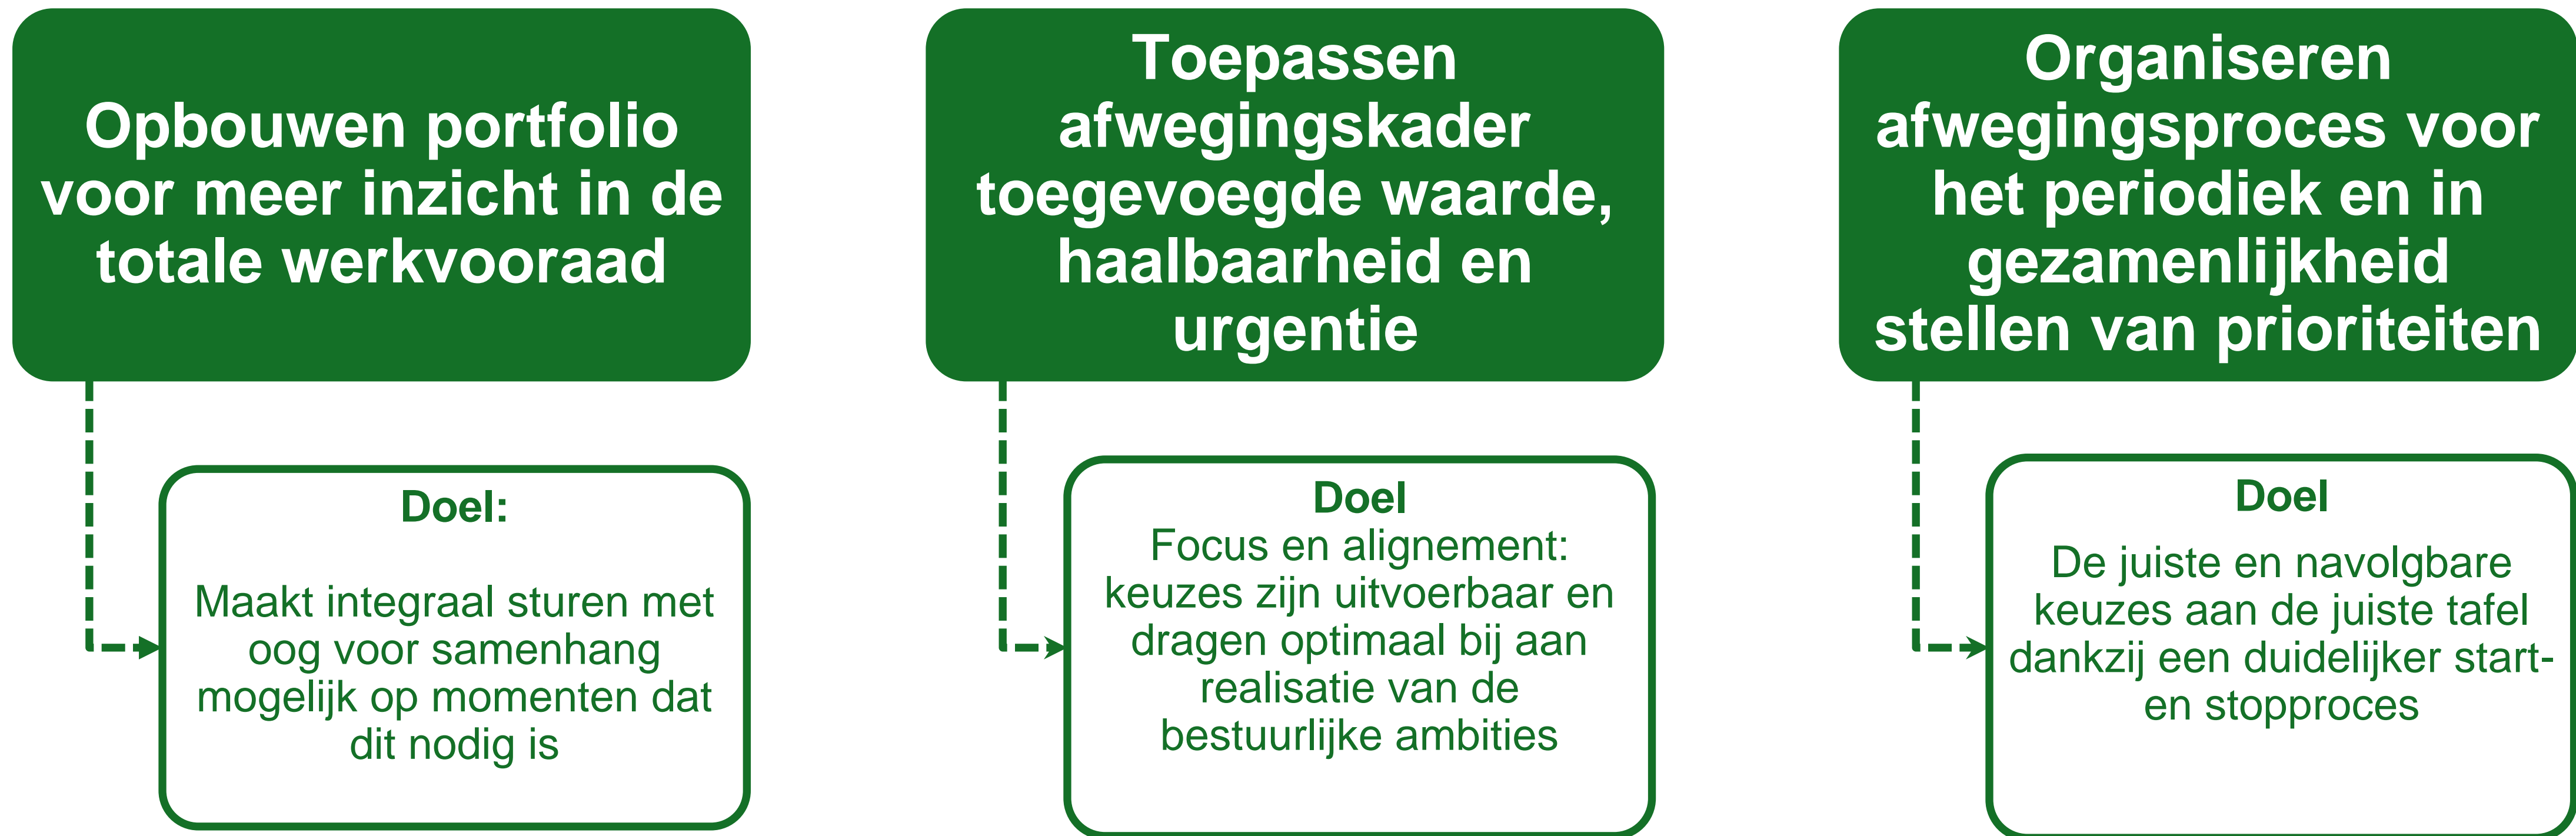 Opbouwen portfolio
voor meer inzicht in de
totale werkvooraad
Doel:
Maakt integraal sturen met
oog voor samenhang
mogelijk op momenten dat
dit nodig is
Toepassen
afwegingskader
toegevoegde waarde,
haalbaarheid en
urgentie
Doel
Focus en alignement:
keuzes zijn uitvoerbaar en
dragen optimaal bij aan
realisatie van de
bestuurlijke ambities
Organiseren
afwegingsproces voor
het periodiek en in
gezamenlijkheid
stellen van prioriteiten
Doel
De juiste en navolgbare
keuzes aan de juiste tafel
dankzij een duidelijker start-
en stopproces